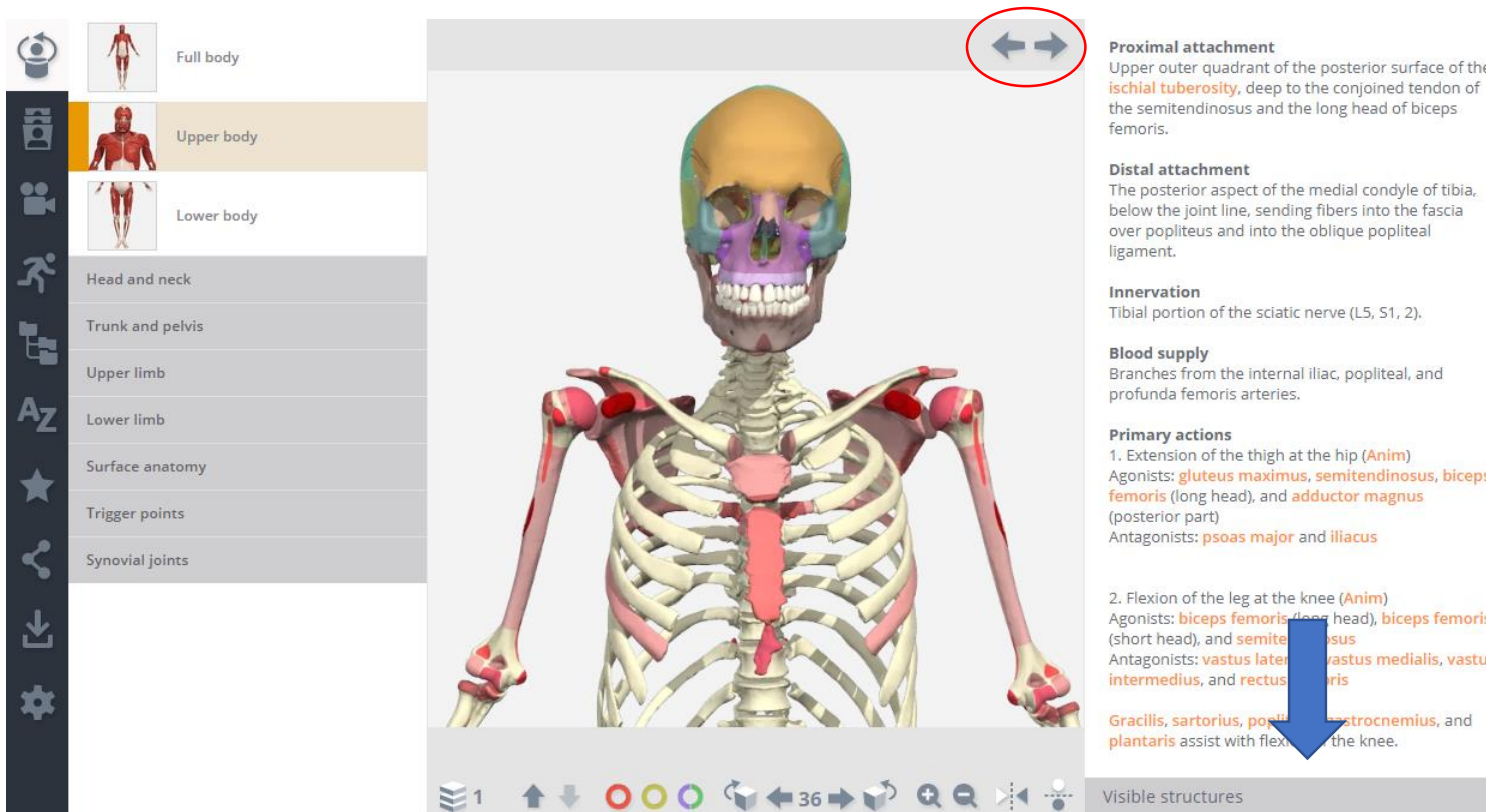 Full body
Upper body
Lower body
Head and neck
Trunk and pelvis
Upper limb
Lower limb
Surface anatomy
Trigger points
Synovial joints
AZ
1
36
Proximal attachment
Upper outer quadrant of the posterior surface of the
ischial tuberosity, deep to the conjoined tendon of
the semitendinosus and the long head of biceps
femoris.
Distal attachment
The posterior aspect of the medial condyle of tibia,
below the joint line, sending fibers into the fascia
over popliteus and into the oblique popliteal
ligament.
Innervation
Tibial portion of the sciatic nerve (L5, S1, 2).
Blood supply
Branches from the internal iliac, popliteal, and
profunda femoris arteries.
Primary actions
1. Extension of the thigh at the hip (Anim)
Agonists: gluteus maximus, semitendinosus, biceps
femoris (long head), and adductor magnus
(posterior part)
Antagonists: psoas major and iliacus
2. Flexion of the leg at the knee (Anim)
Agonists: biceps femoris (long head), biceps femoris
(short head), and
Antagonists: vastus vastus medialis,
intermedius, and rectus
Gracilis, sartorius, and
plantaris assist with the knee.
Visible structures